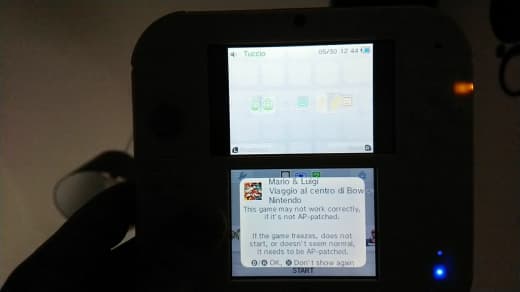 Tuccio
05/30 12:44
L
R
Mario & Luigi
Viaggio al centro di Bow
Nintendo
This game may not work correctly,
if it's not AP-patched.
If the game freezes, does not
start, or doesn't seem normal,
it needs to be AP-patched.
B A OK, X Don't show again
START